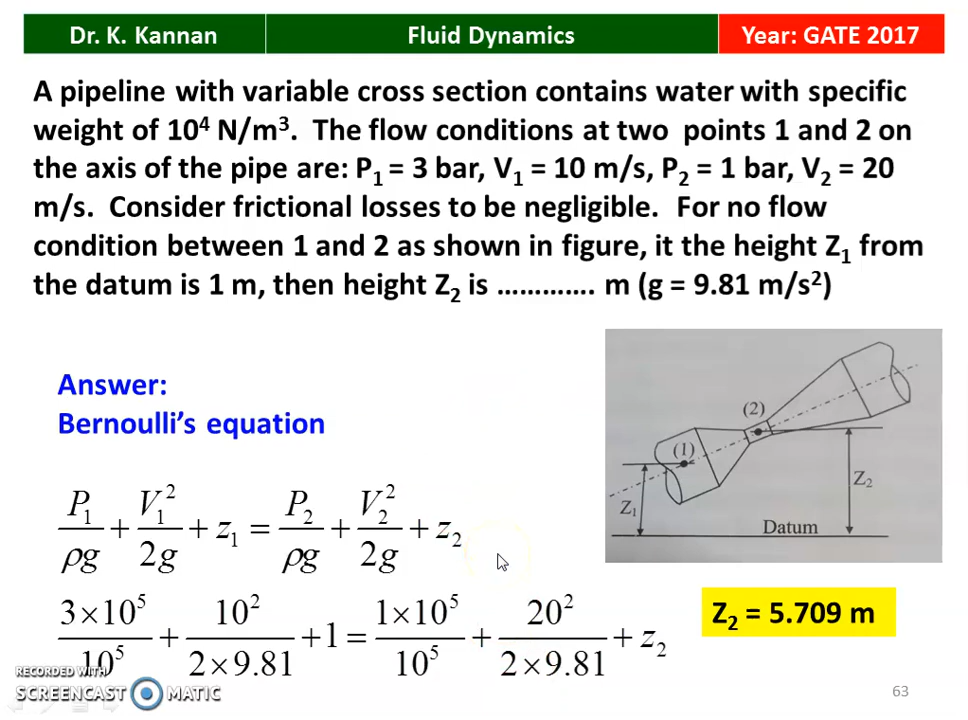 Dr. K. Kannan
Fluid Dynamics
Year: GATE 2017
A pipeline with variable cross section contains water with specific
weight of 10⁴ N/m³. The flow conditions at two points 1 and 2 on
the axis of the pipe are: P₁ = 3 bar, V₁ = 10 m/s, P₂ = 1 bar, V₂ = 20
m/s. Consider frictional losses to be negligible. For no flow
condition between 1 and 2 as shown in figure, it the height Z₁ from
the datum is 1 m, then height Z₂ is …………. m (g = 9.81 m/s²)
Answer:
Bernoulli’s equation
P₁/ρg + V₁²/2g + z₁ = P₂/ρg + V₂²/2g + z₂
3×10⁵/10⁵ + 10²/2×9.81 + 1 = 1×10⁵/10⁵ + 20²/2×9.81 + z₂
(2)
(1)
Z₂
Z₁
Datum
Z₂ = 5.709 m
RECORDED WITH
SCREENCAST MATIC
63